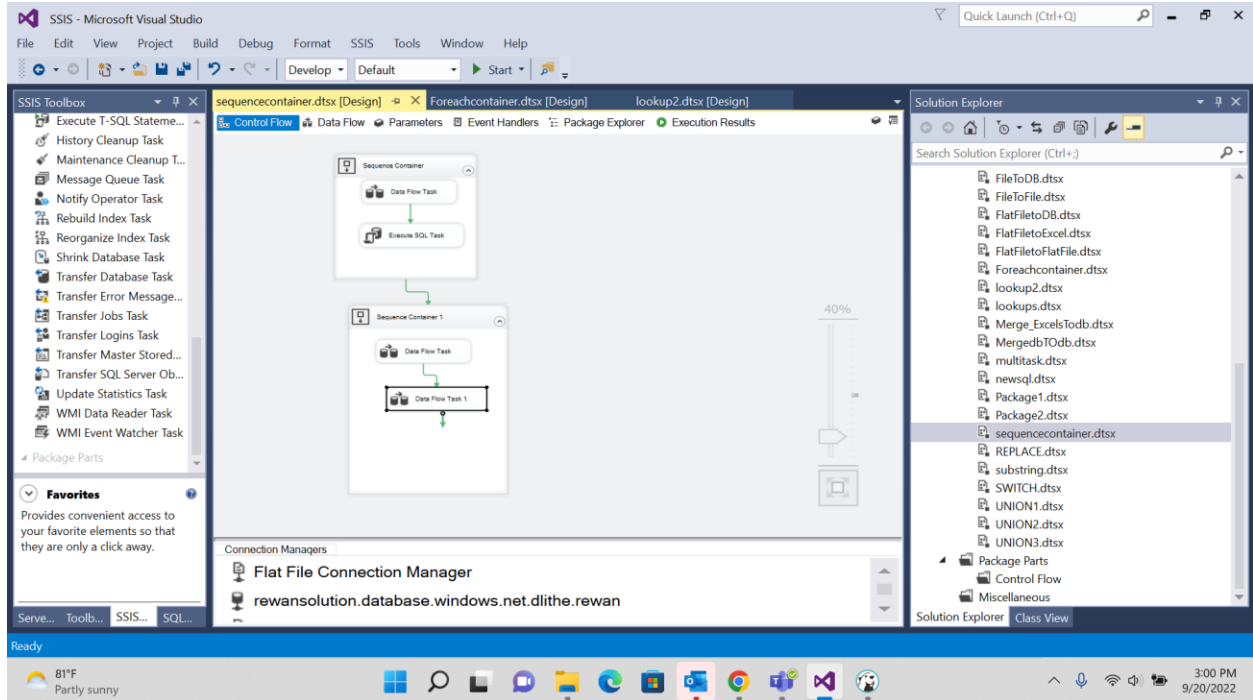 SSIS - Microsoft Visual Studio
Quick Launch (Ctrl+Q)
File Edit View Project Build Debug Format SSIS Tools Window Help
Develop Default Start
SSIS Toolbox
Execute T-SQL Stateme...
History Cleanup Task
Maintenance Cleanup T...
Message Queue Task
Notify Operator Task
Rebuild Index Task
Reorganize Index Task
Shrink Database Task
Transfer Database Task
Transfer Error Message...
Transfer Jobs Task
Transfer Logins Task
Transfer Master Stored...
Transfer SQL Server Ob...
Update Statistics Task
WMI Data Reader Task
WMI Event Watcher Task
Package Parts
Favorites
Provides convenient access to
your favorite elements so that
they are only a click away.
Serve... Toolb... SSIS... SQL...
sequencecontainer.dtsx [Design] Foreachcontainer.dtsx [Design] lookup2.dtsx [Design]
Control Flow Data Flow Parameters Event Handlers Package Explorer Execution Results
Sequence Container
Data Flow Task
Execute SQL Task
Sequence Container 1
Data Flow Task
Data Flow Task 1
40%
Connection Managers
Flat File Connection Manager
rewansolution.database.windows.net.dlithe.rewan
Solution Explorer
Search Solution Explorer (Ctrl+;)
FileToDB.dtsx
FileToFile.dtsx
FlatFiletoDB.dtsx
FlatFiletoExcel.dtsx
FlatFiletoFlatFile.dtsx
Foreachcontainer.dtsx
lookup2.dtsx
lookups.dtsx
Merge_ExcelsTodb.dtsx
MergedbTOdb.dtsx
multitask.dtsx
newsql.dtsx
Package1.dtsx
Package2.dtsx
sequencecontainer.dtsx
REPLACE.dtsx
substring.dtsx
SWITCH.dtsx
UNION1.dtsx
UNION2.dtsx
UNION3.dtsx
Package Parts
Control Flow
Miscellaneous
Solution Explorer Class View
Ready
81°F
Partly sunny
3:00 PM
9/20/2022